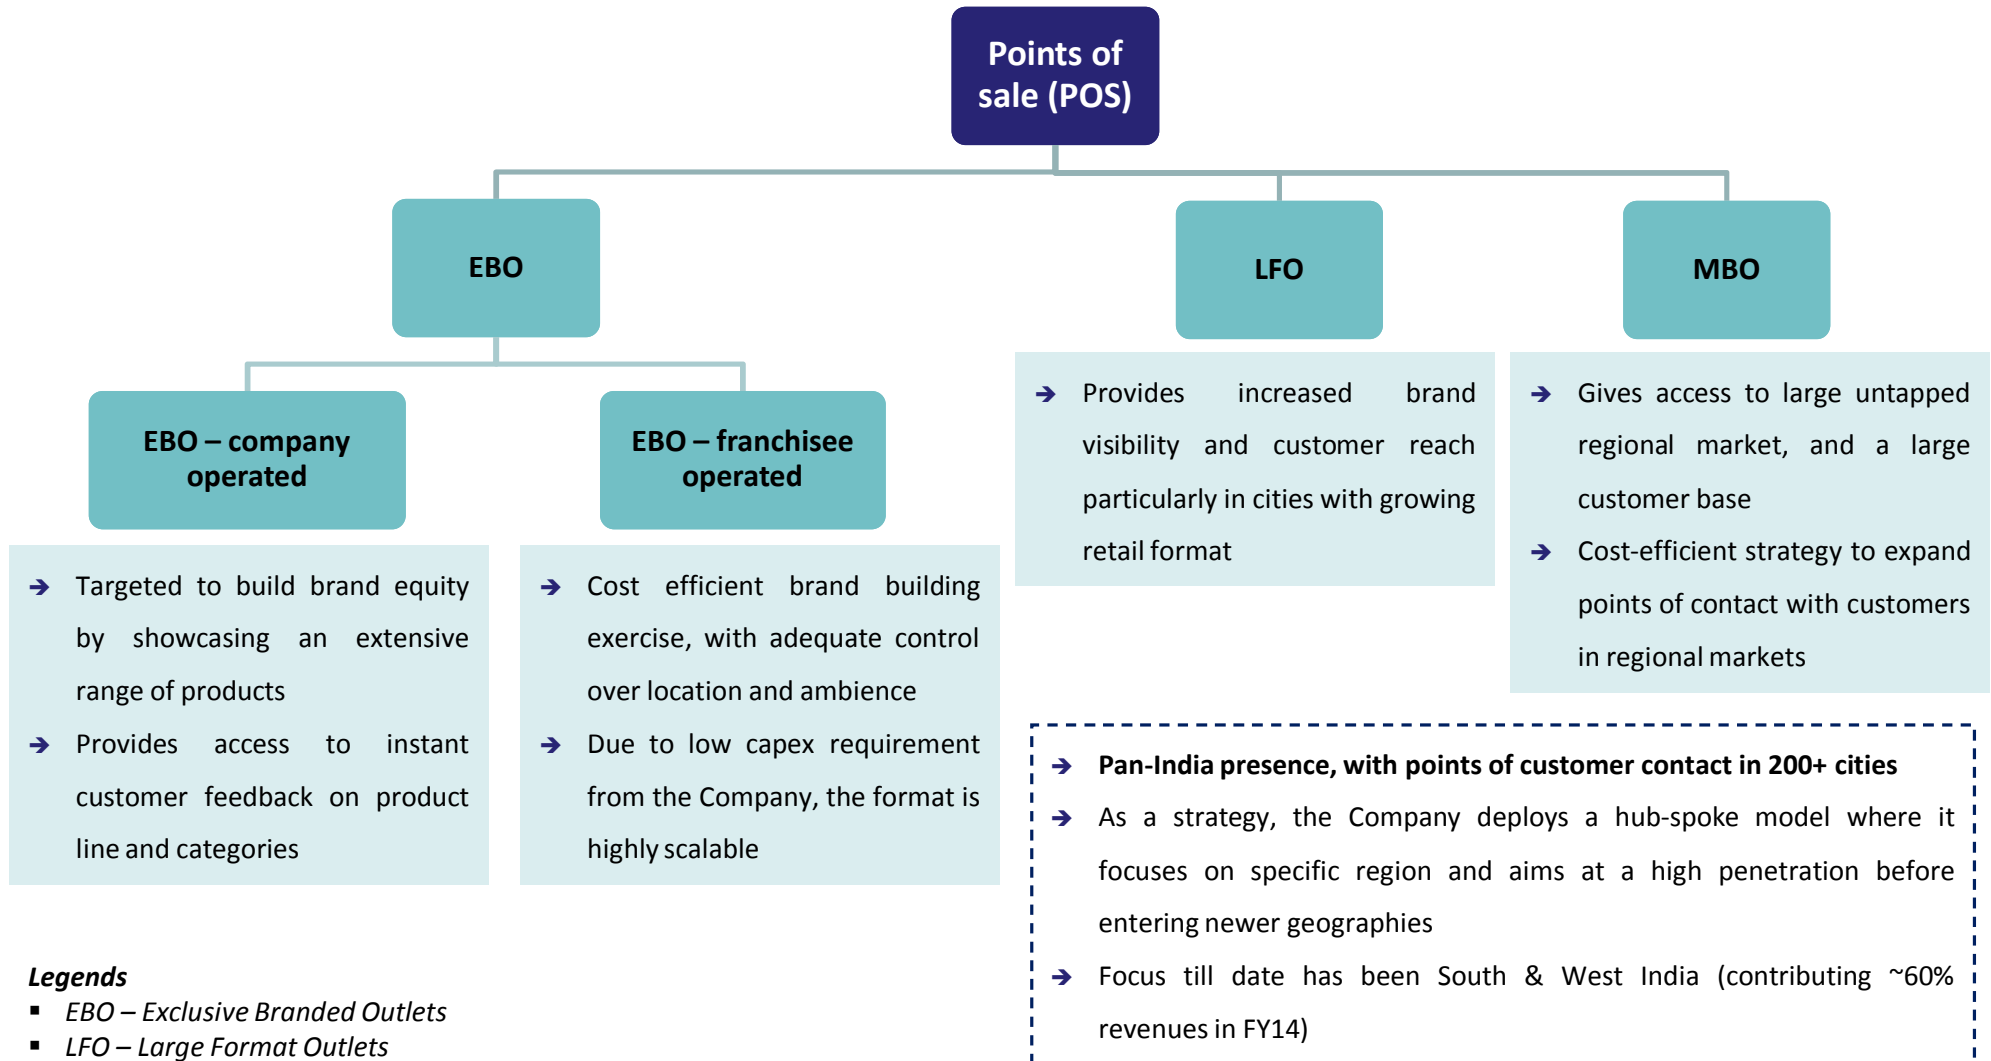 Points of
sale (POS)
EBO
LFO
MBO
EBO – company
operated
EBO – franchisee
operated
➔ Targeted to build brand equity
by showcasing an extensive
range of products
➔ Provides access to instant
customer feedback on product
line and categories
➔ Cost efficient brand building
exercise, with adequate control
over location and ambience
➔ Due to low capex requirement
from the Company, the format is
highly scalable
➔ Provides increased brand
visibility and customer reach
particularly in cities with growing
retail format
➔ Gives access to large untapped
regional market, and a large
customer base
➔ Cost-efficient strategy to expand
points of contact with customers
in regional markets
➔ Pan-India presence, with points of customer contact in 200+ cities
➔ As a strategy, the Company deploys a hub-spoke model where it
focuses on specific region and aims at a high penetration before
entering newer geographies
➔ Focus till date has been South & West India (contributing ~60%
revenues in FY14)
Legends
▪ EBO – Exclusive Branded Outlets
▪ LFO – Large Format Outlets